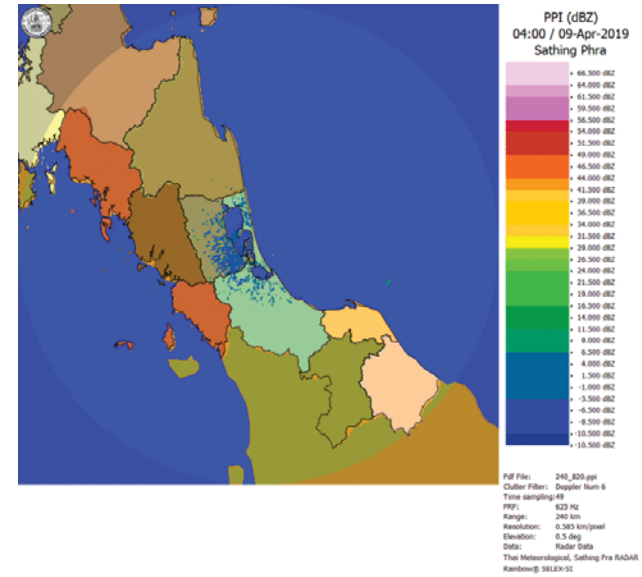 PPI (dBZ)
04:00 / 09-Apr-2019
Sathing Phra
66.500 dBZ
64.000 dBZ
61.500 dBZ
59.500 dBZ
56.500 dBZ
54.000 dBZ
51.500 dBZ
49.000 dBZ
46.500 dBZ
44.000 dBZ
41.500 dBZ
39.000 dBZ
36.500 dBZ
34.000 dBZ
31.500 dBZ
29.000 dBZ
26.500 dBZ
24.000 dBZ
21.500 dBZ
16.500 dBZ
14.000 dBZ
11.500 dBZ
9.000 dBZ
6.500 dBZ
4.000 dBZ
1.500 dBZ
-1.000 dBZ
-3.500 dBZ
-6.500 dBZ
-8.500 dBZ
-10.500 dBZ
-10.500 dBZ
Pdf File: 240_820.ppi
Clutter Filter: Doppler Num 6
Time sampling:49
PRF: 625 Hz
Range: 240 km
Resolution: 0.585 km/pixel
Elevation: 0.5 deg
Data: Radar Data
Thai Meteorological, Sathing Pra RADAR
Rainbow® SELEX-SI